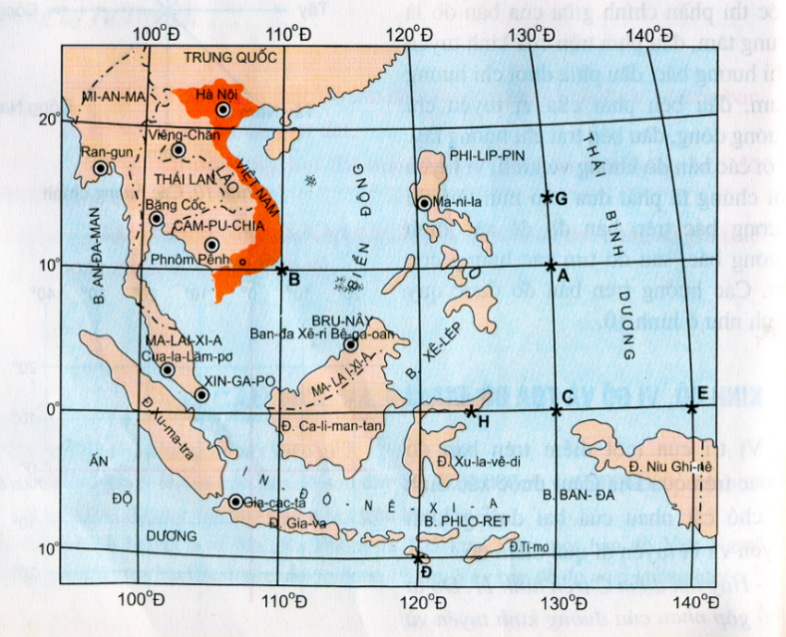 100°Đ
110°Đ
120°Đ
130°Đ
140°Đ
TRUNG QUỐC
MI-AN-MA
Hà Nội
20°
Viêng-Chăn
Ran-gun
LÀO
VIỆT NAM
THÁI LAN
BIỂN ĐÔNG
PHI-LIP-PIN
THÁI BÌNH DƯƠNG
Băng Cốc
Ma-ni-la
G
CĂM-PU-CHIA
Phnôm Pênh
B. AN-ĐA-MAN
10°
B
A
BRU-NÂY
Ban-đa Xê-ri Bê-ga-oan
MA-LAI-XI-A
Cua-la-Lăm-pơ
MA-LAI-XI-A
B. XÊ-LEP
XIN-GA-PO
0°
H
C
E
Đ. Xu-ma-tra
Đ. Ca-li-man-tan
Đ. Xu-la-vê-di
Đ. Niu Ghi-nê
ẤN
ĐỘ
DƯƠNG
I N Đ Ô N Ê X I A
Gia-cac-ta
B. BAN- ĐA
B. PHLO-RET
Đ. Gia-va
10°
Đ.Ti-mo
Đ
100°Đ
110°Đ
120°Đ
130°Đ
140°Đ